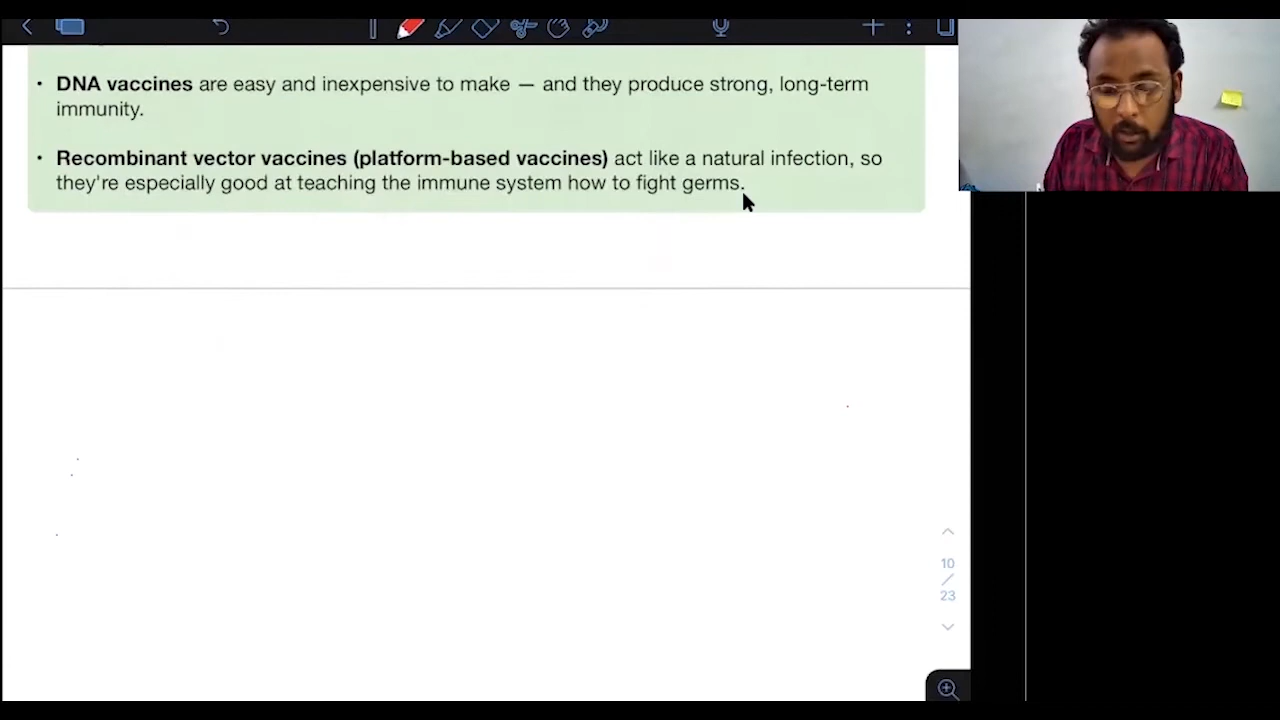 • DNA vaccines are easy and inexpensive to make — and they produce strong, long-term
immunity.
• Recombinant vector vaccines (platform-based vaccines) act like a natural infection, so
they're especially good at teaching the immune system how to fight germs.
10
/
23